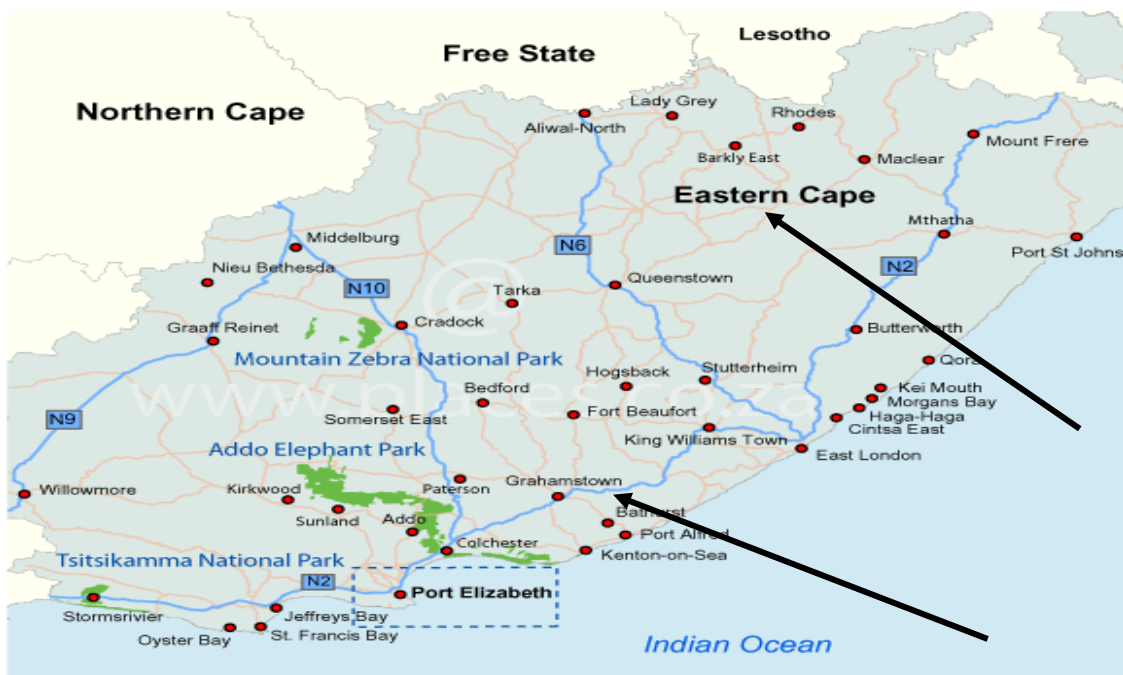 Lesotho
Free State
Northern Cape
Lady Grey
Rhodes
Aliwal-North
Mount Frere
Barkly East
Maclear
Eastern Cape
Mthatha
Middelburg
N6
Port St Johns
Nieu Bethesda
N2
Queenstown
N10
Tarka
@
Graaff Reinet
Cradock
Butterworth
Mountain Zebra National Park
Qora
Hogsback
Stutterheim
www.places.co.za
Bedford
Kei Mouth
Morgans Bay
Somerset East
Fort Beaufort
Haga-Haga
N9
King Williams Town
Cintsa East
Addo Elephant Park
East London
Willowmore
Kirkwood
Paterson
Grahamstown
Sunland
Addo
Bathurst
Port Alfred
Colchester
Kenton-on-Sea
Tsitsikamma National Park
N2
Port Elizabeth
Stormsrivier
Jeffreys Bay
Oyster Bay
St. Francis Bay
Indian Ocean